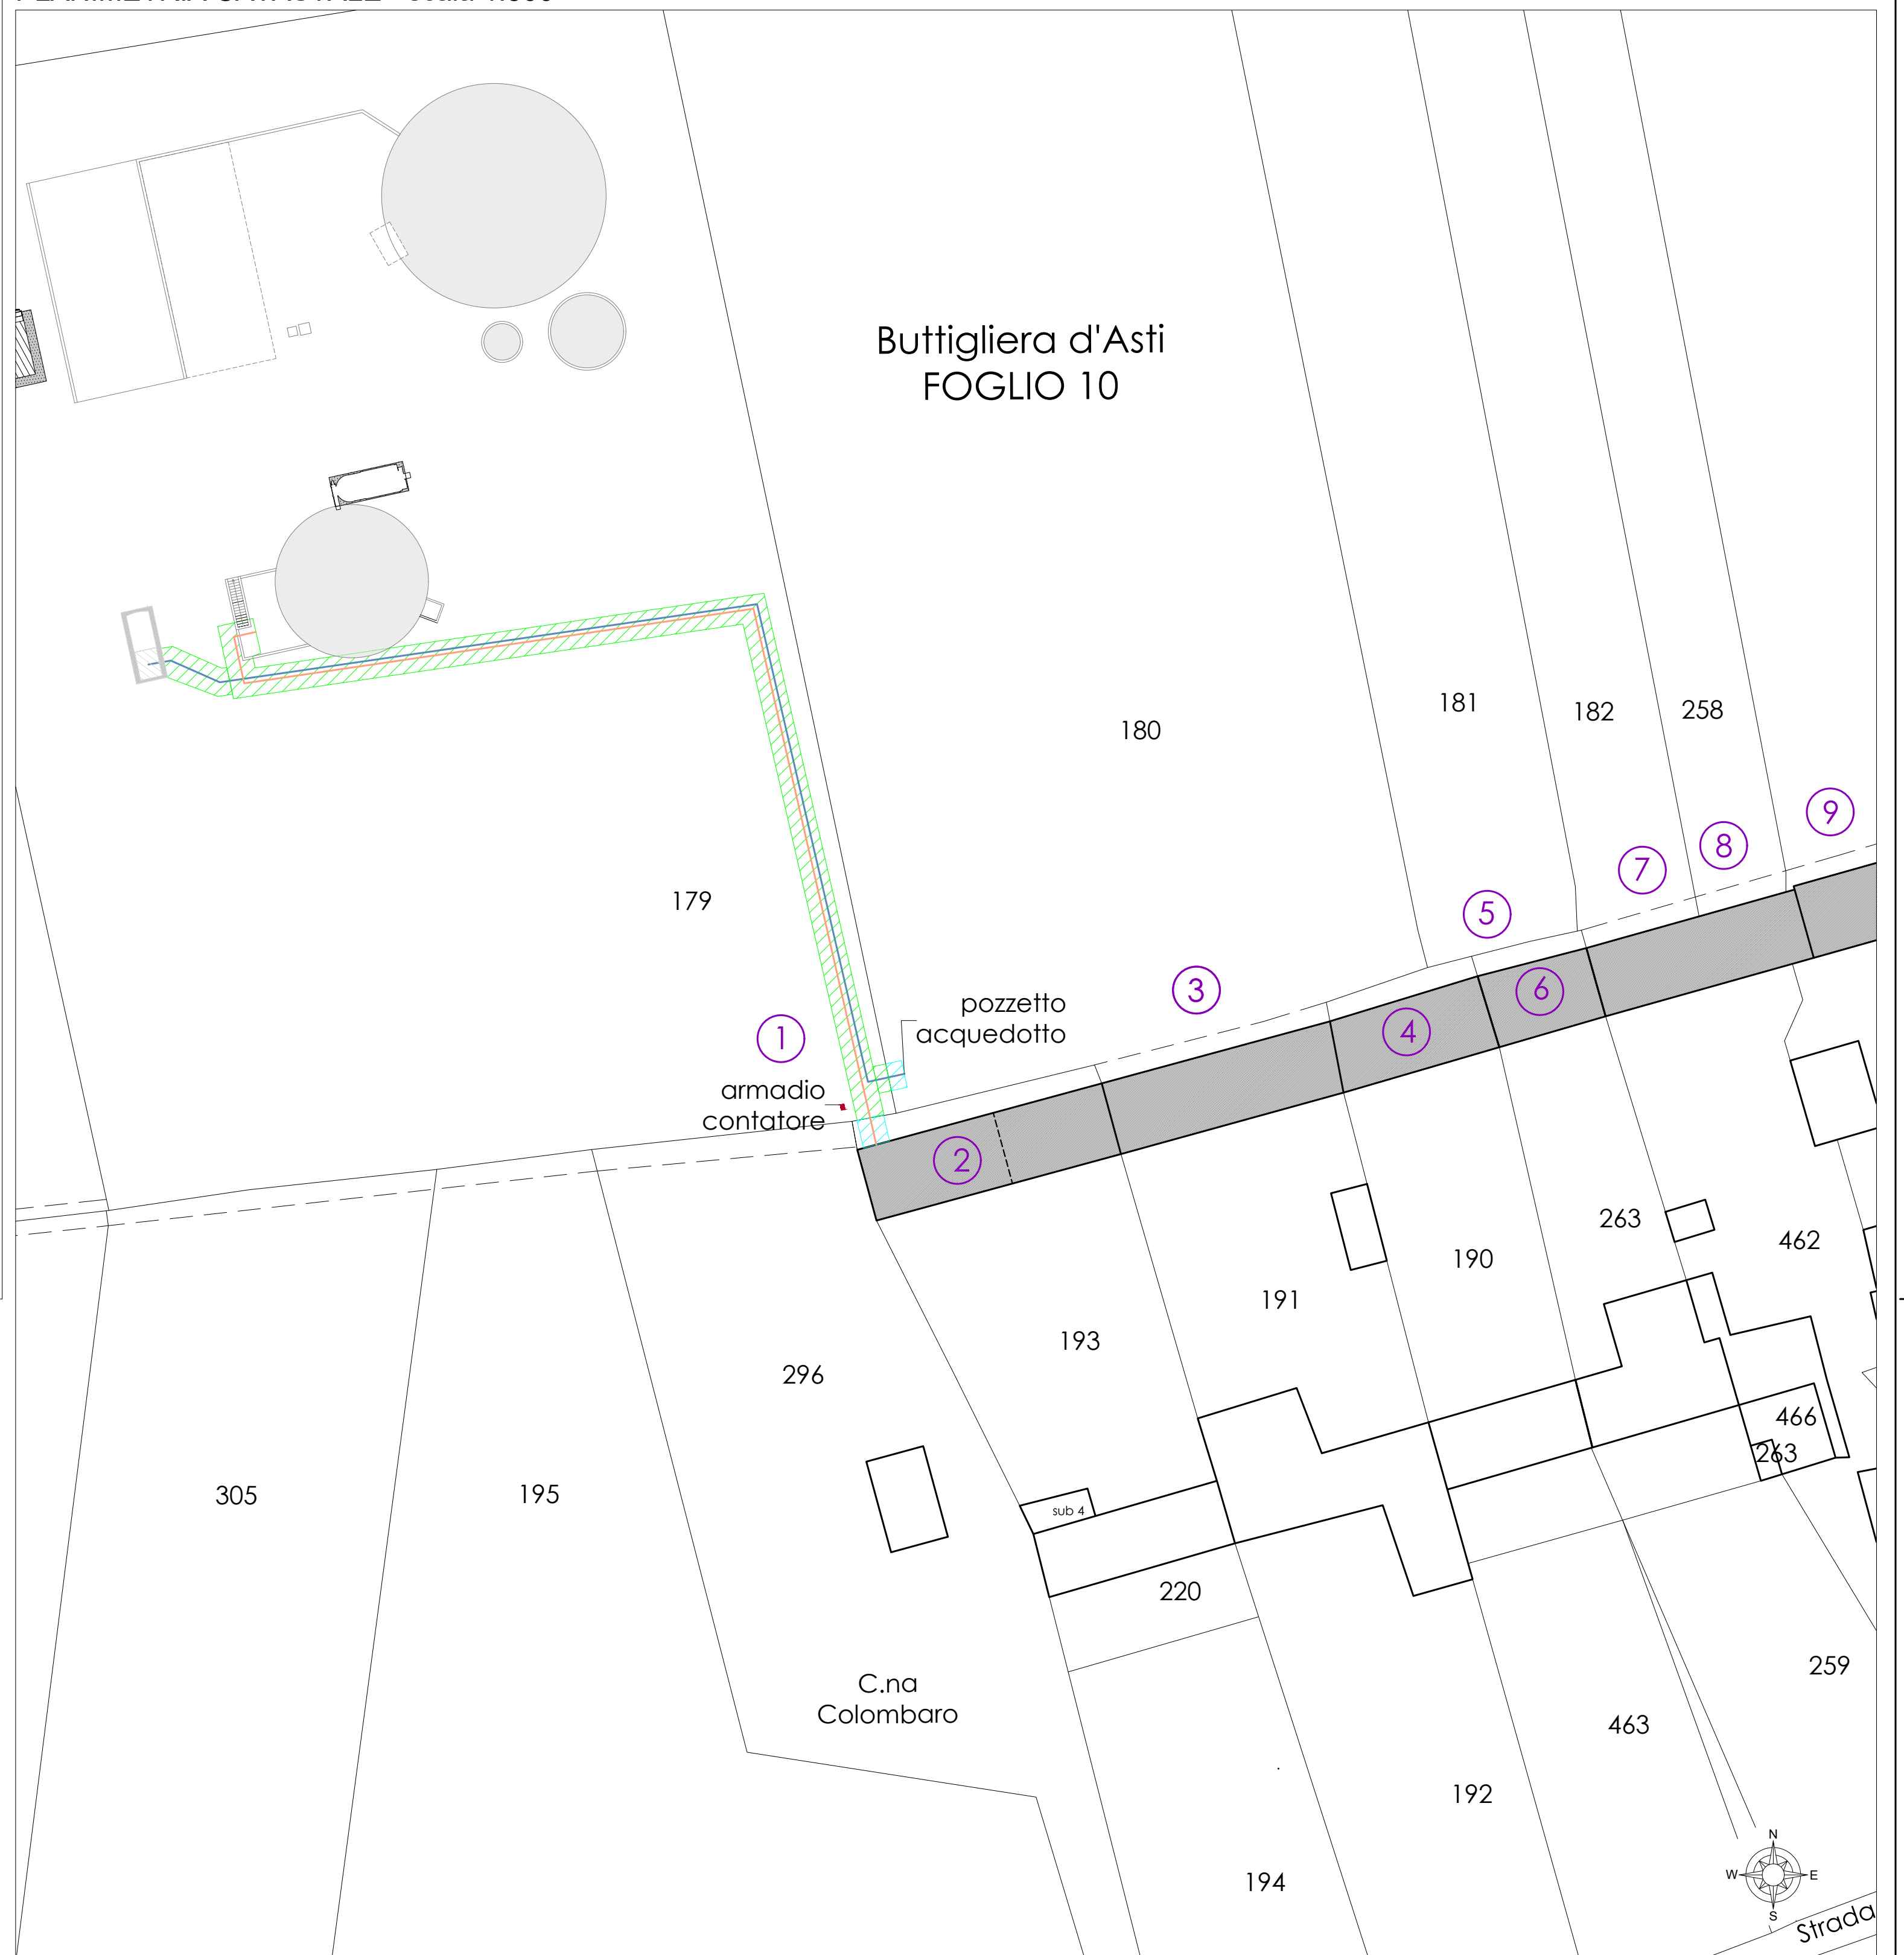 Buttigliera d'Asti
FOGLIO 10
181
182
258
180
9
8
7
179
5
3
pozzetto
acquedotto
6
4
1
armadio
contatore
2
263
462
190
191
193
296
466
263
305
195
sub 4
220
259
C.na
Colombaro
463
192
194
N
W
E
S
Strada